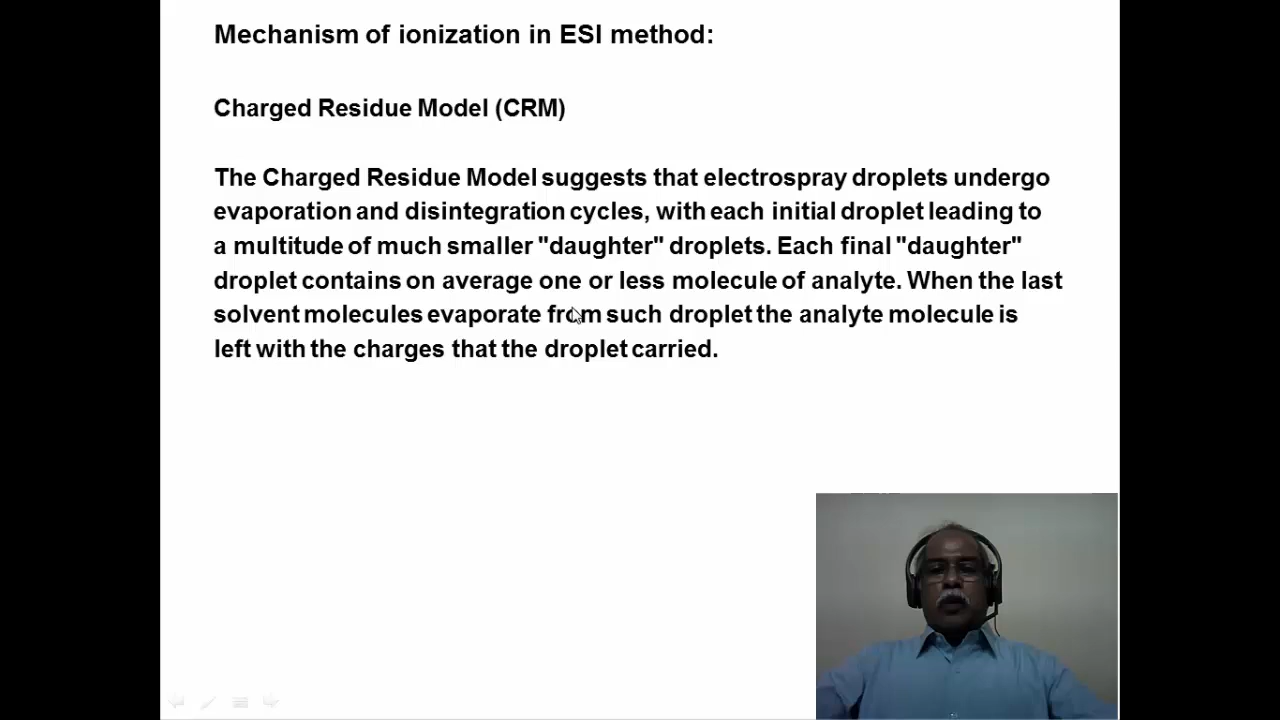 Mechanism of ionization in ESI method:
Charged Residue Model (CRM)
The Charged Residue Model suggests that electrospray droplets undergo
evaporation and disintegration cycles, with each initial droplet leading to
a multitude of much smaller "daughter" droplets. Each final "daughter"
droplet contains on average one or less molecule of analyte. When the last
solvent molecules evaporate from such droplet the analyte molecule is
left with the charges that the droplet carried.